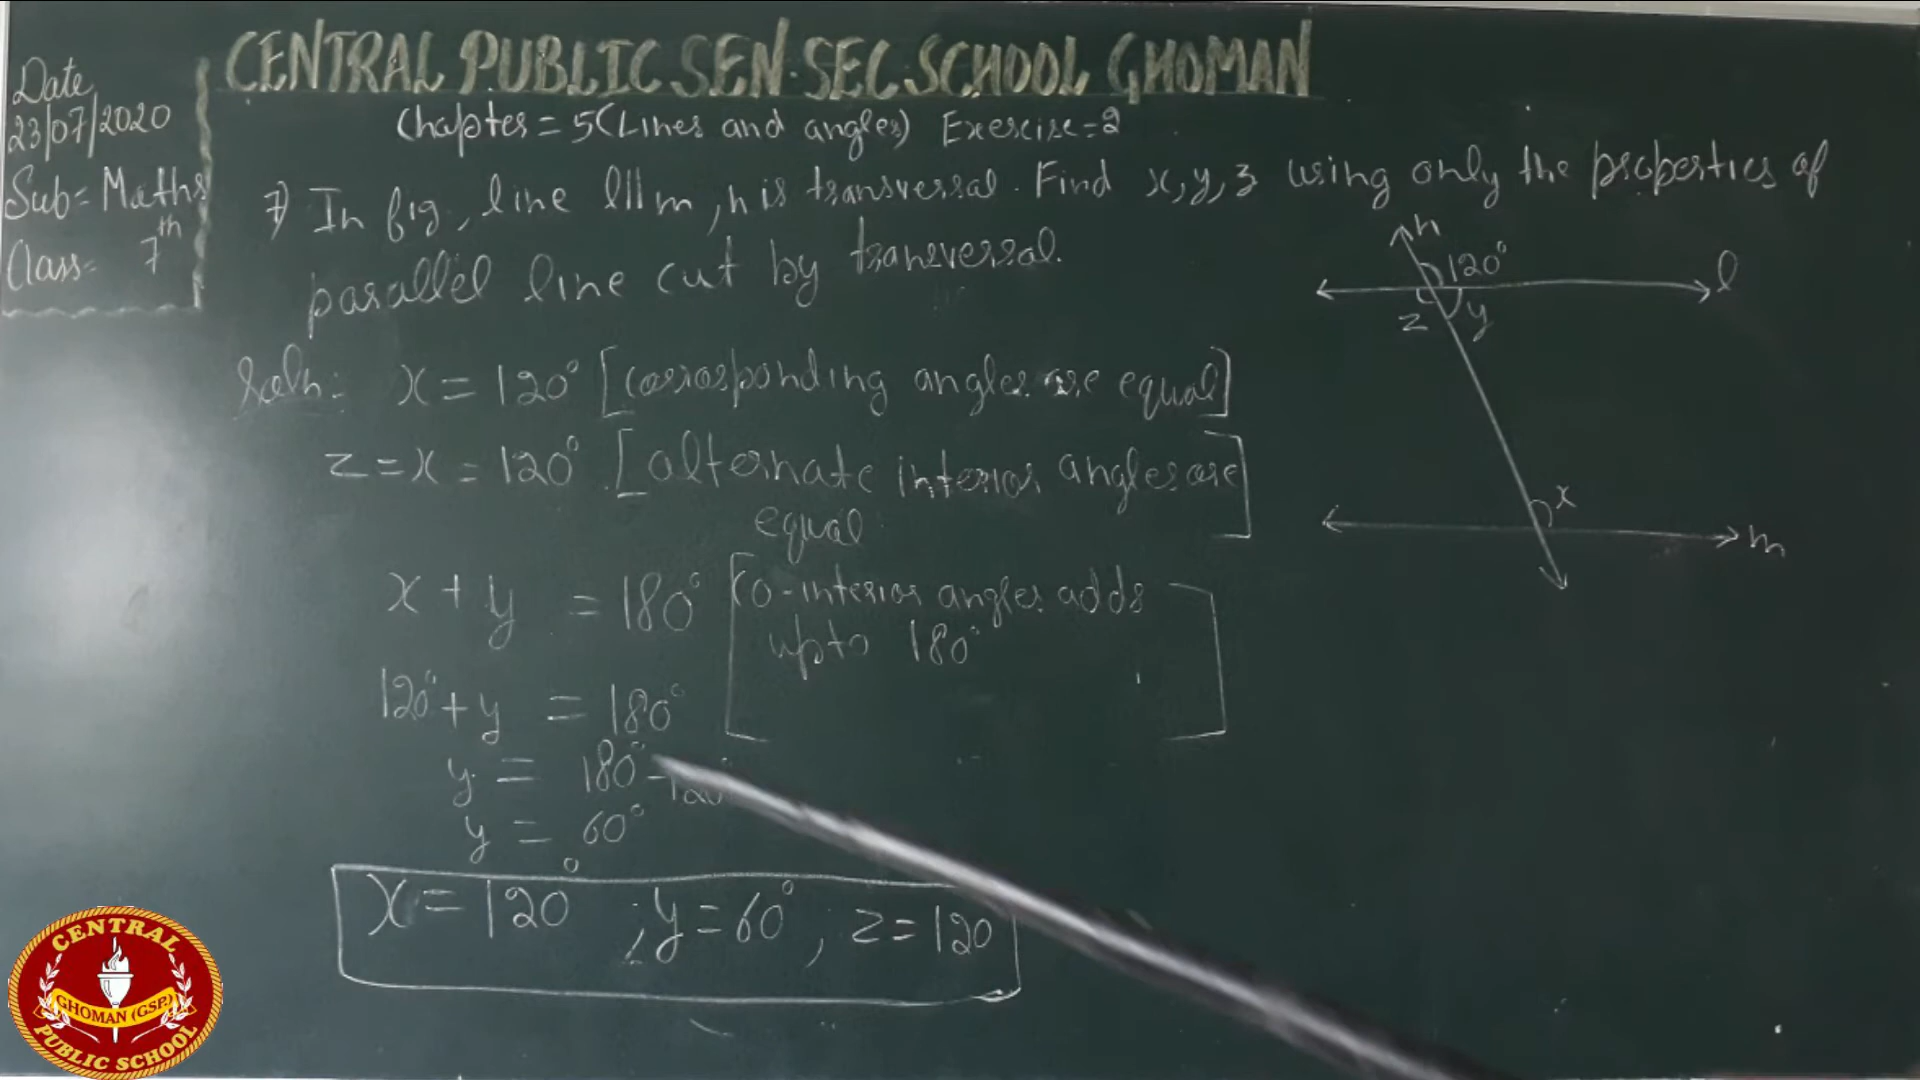 CENTRAL PUBLIC SEN. SEC. SCHOOL GHOMAN
Date
23/07/2020
Sub= Maths
Class= 7th
Chapter = 5(Lines and angles) Exercise=2
7) In fig, line l||m, n is transversal. Find x, y, z using only the properties of
parallel line cut by transversal.
Soln:- x = 120° [corrosponding angles are equal]
z = x = 120° [alternate interior angles are
equal]
x + y = 180° [Co-interior angles adds
upto 180°]
120° + y = 180°
y = 180° - 120°
y = 60°
x = 120° ; y = 60° , z = 120
n
120°
l
z y
x
m
CENTRAL
GHOMAN (GSP.)
PUBLIC SCHOOL